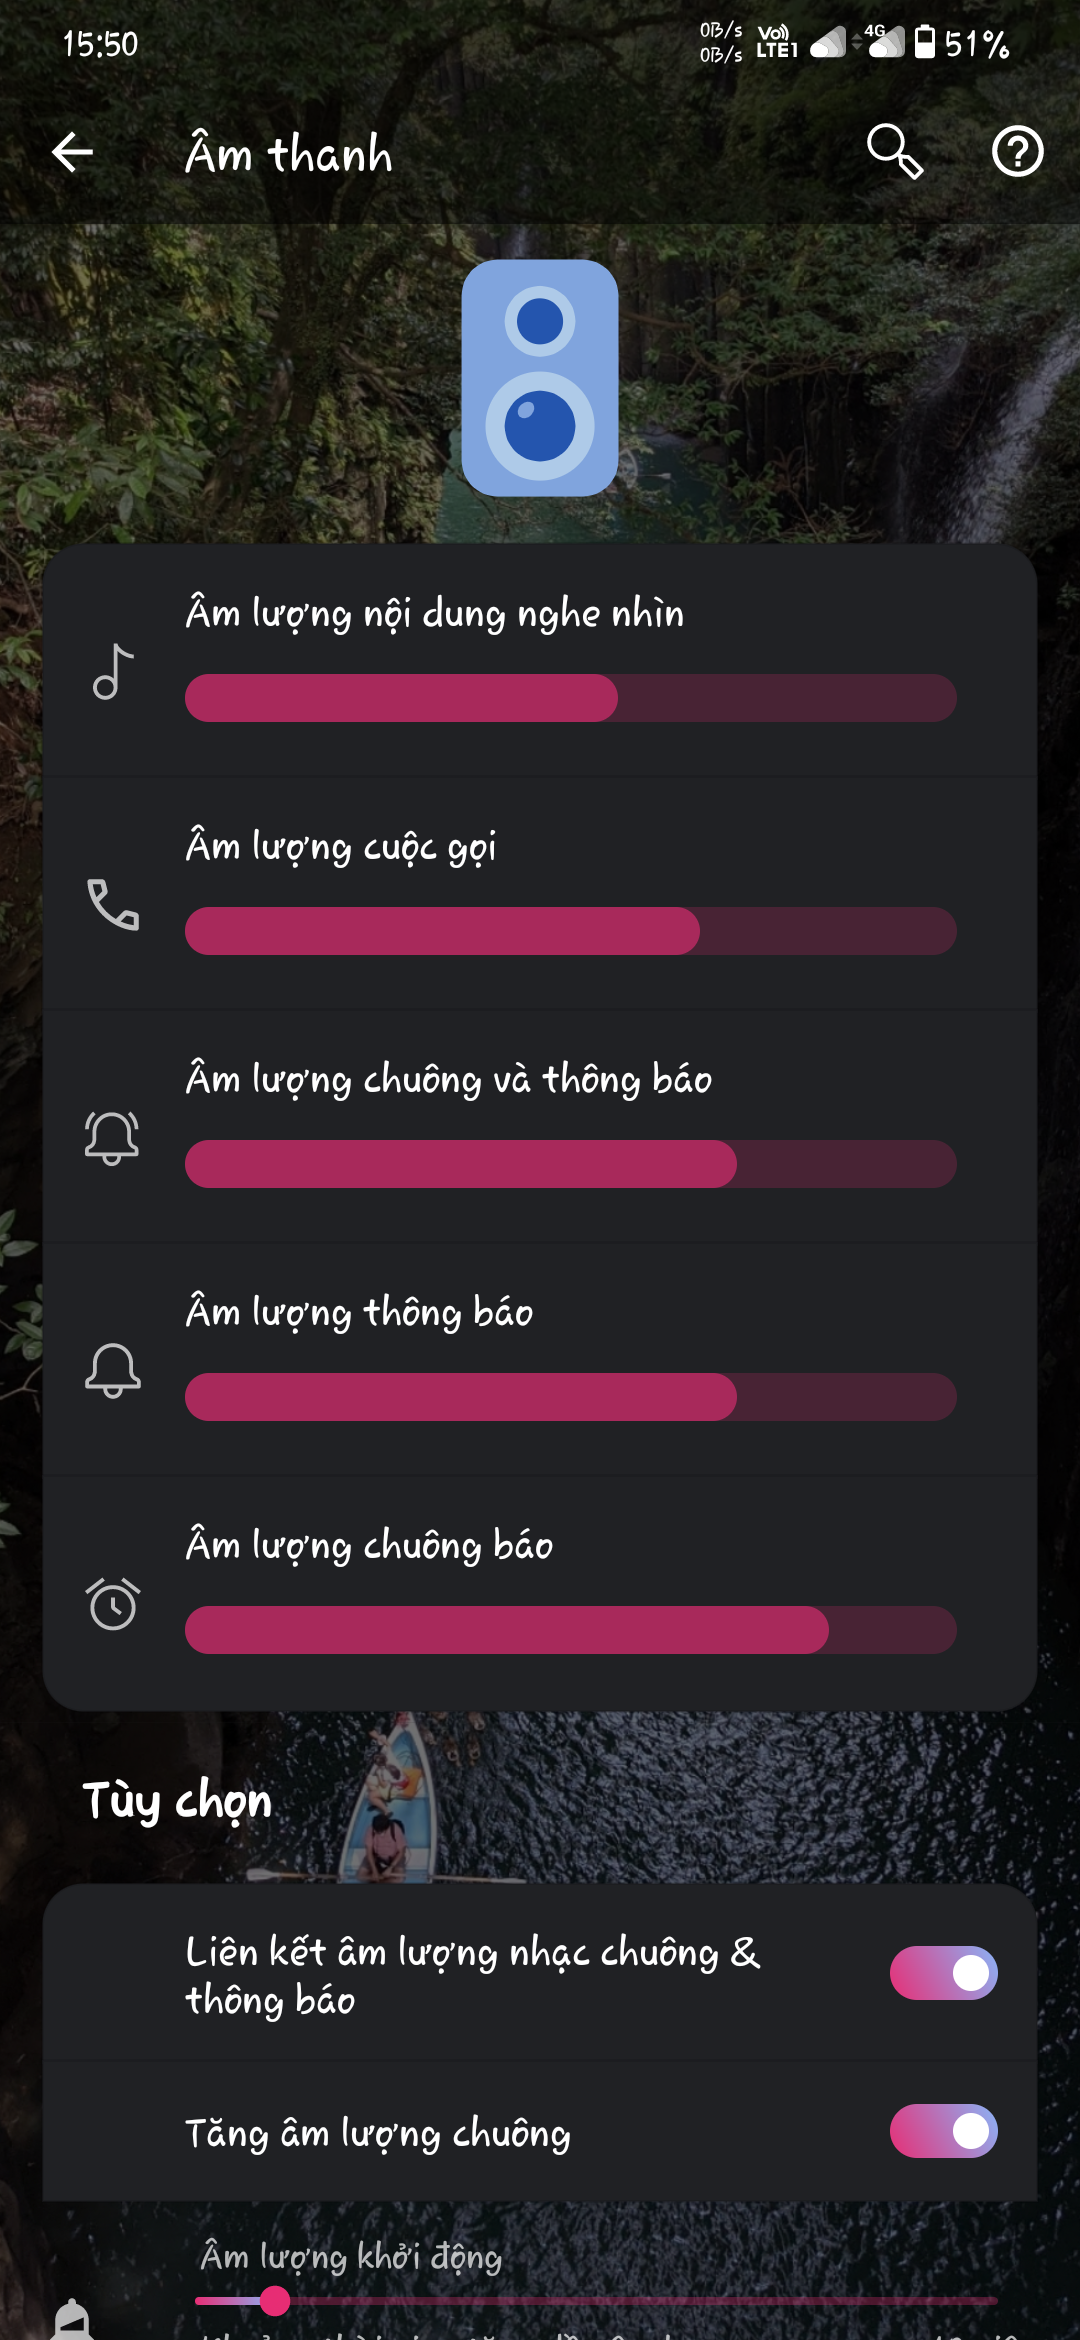 15:50
0B/s
0B/s
Vo))
LTE1
4G
51%
Âm thanh
Âm lượng nội dung nghe nhìn
Âm lượng cuộc gọi
Âm lượng chuông và thông báo
Âm lượng thông báo
Âm lượng chuông báo
Tùy chọn
Liên kết âm lượng nhạc chuông &
thông báo
Tăng âm lượng chuông
Âm lượng khởi động